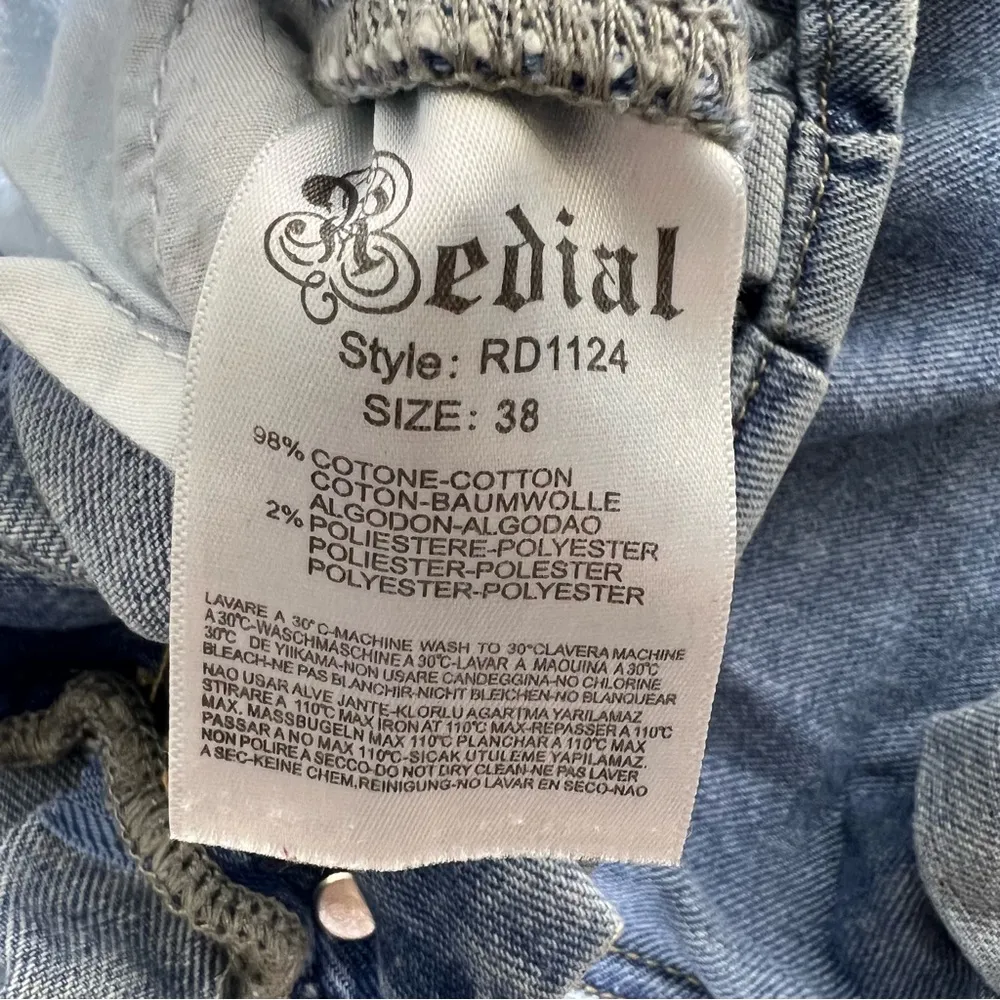 Redial
Style: RD1124
SIZE: 38
98% COTONE-COTTON
COTON-BAUMWOLLE
ALGODON-ALGODAO
2% POLIESTERE-POLYESTER
POLIESTER-POLESTER
POLYESTER-POLYESTER
LAVARE A 30°C-MACHINE WASH TO 30°CLAVERA MACHINE
A 30°C-WASCHMASCHINE A 30°C-LAVAR A MAQUINA A 30°C
30°C DE YIIKAMA-NON USARE CANDEGGINA-NO CHLORINE
BLEACH-NE PAS BLANCHIR-NICHT BLEICHEN-NO BLANQUEAR
NAO USAR ALVE JANTE-KLORLU AGARTMA YARILAMAZ
STIRARE A 110°C MAX IRON AT 110°C MAX-REPASSER A 110°C
MAX. MASSBUGELN MAX 110°C PLANCHAR A 110°C MAX
PASSAR A NO MAX 110°C-SICAK UTULEME YAPILAMAZ.
NON POLIRE A SECCO-DO NOT DRY CLEAN-NE PAS LAVER
A SEC-KEINE CHEM.REINIGUNG-NO LAVAR EN SECO-NAO